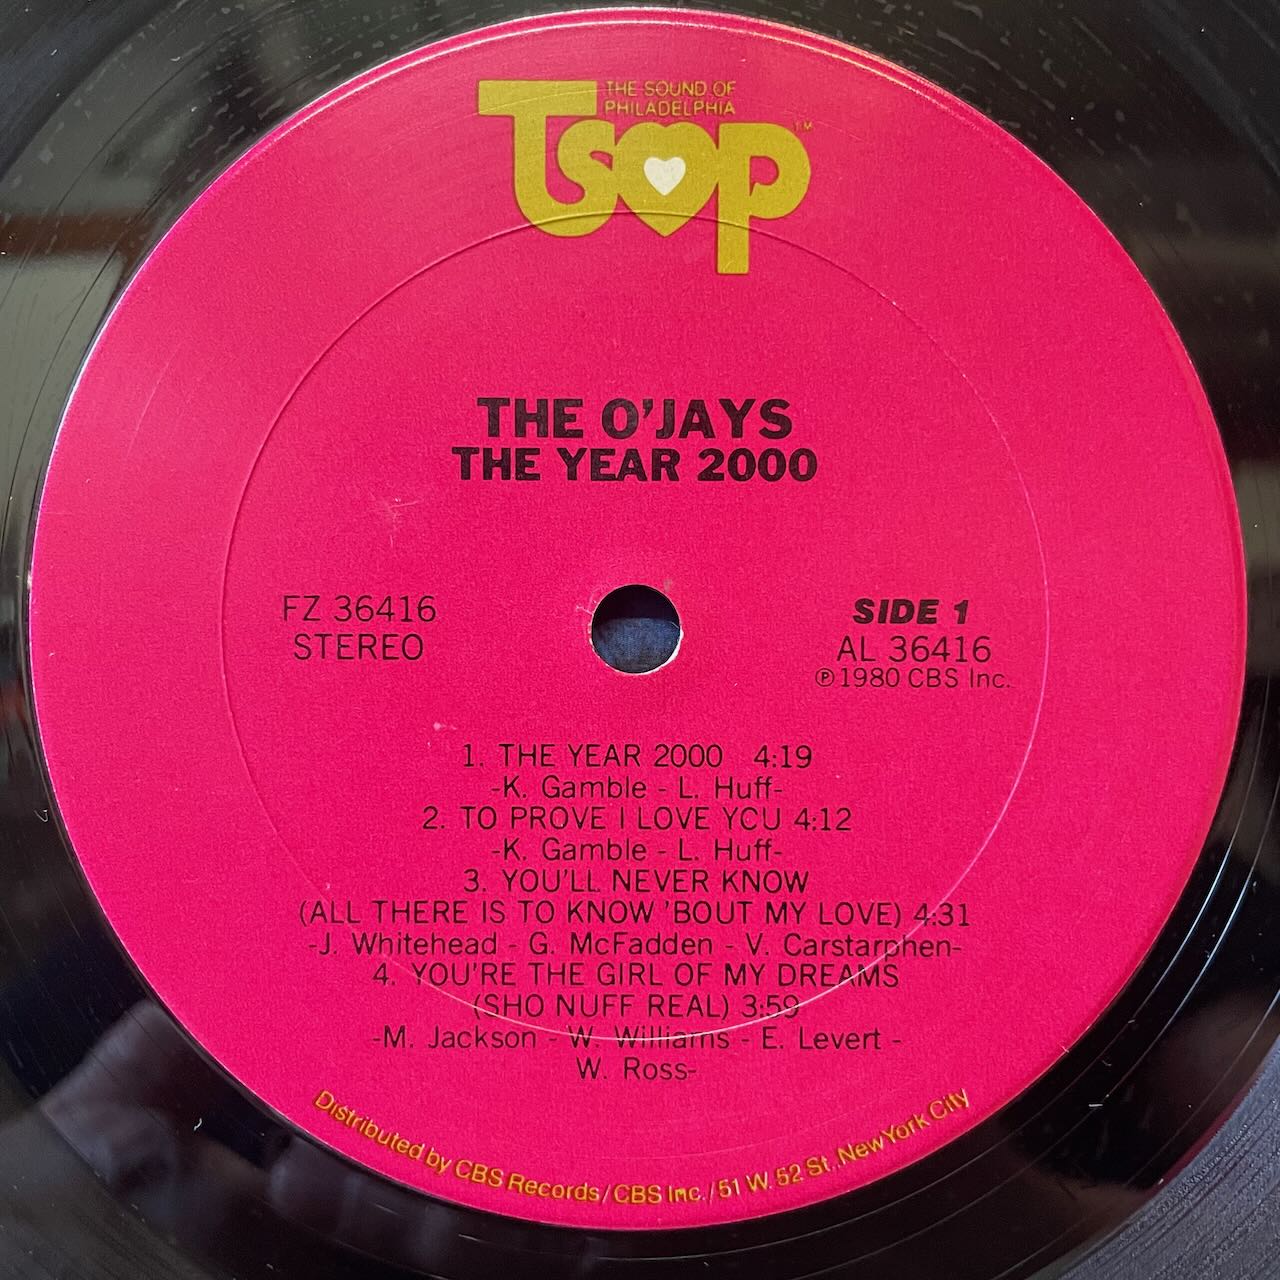 THE SOUND OF
PHILADELPHIA
TSOP™
THE O'JAYS
THE YEAR 2000
FZ 36416
STEREO
SIDE 1
AL 36416
℗1980 CBS Inc.
1. THE YEAR 2000 4:19
-K. Gamble - L. Huff-
2. TO PROVE I LOVE YOU 4:12
-K. Gamble - L. Huff-
3. YOU'LL NEVER KNOW
(ALL THERE IS TO KNOW 'BOUT MY LOVE) 4:31
-J. Whitehead - G. McFadden - V. Carstarphen-
4. YOU'RE THE GIRL OF MY DREAMS
(SHO NUFF REAL) 3:59
-M. Jackson - W. Williams - E. Levert -
W. Ross-
Distributed by CBS Records/CBS Inc./51 W. 52 St., New York City